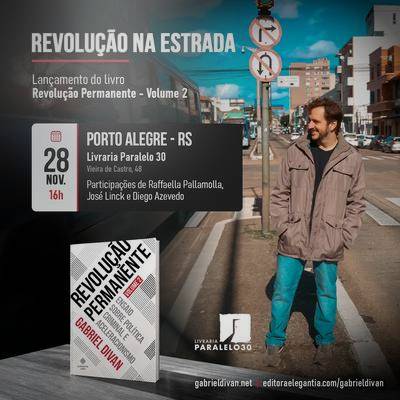 REVOLUÇÃO NA ESTRADA
Lançamento do livro
Revolução Permanente - Volume 2
28
NOV.
16h
PORTO ALEGRE - RS
Livraria Paralelo 30
Vieira de Castro, 48
Participações de Raffaella Pallamolla,
José Linck e Diego Azevedo
REVOLUÇÃO
PERMANENTE
VOLUME 2
ENSAIO
SOBRE POLÍTICA
CRIMINAL E
ACELERACIONISMO
GABRIEL DIVAN
LIVRARIA
PARALELO30
gabrieldivan.net
editoraelegantia.com/gabrieldivan